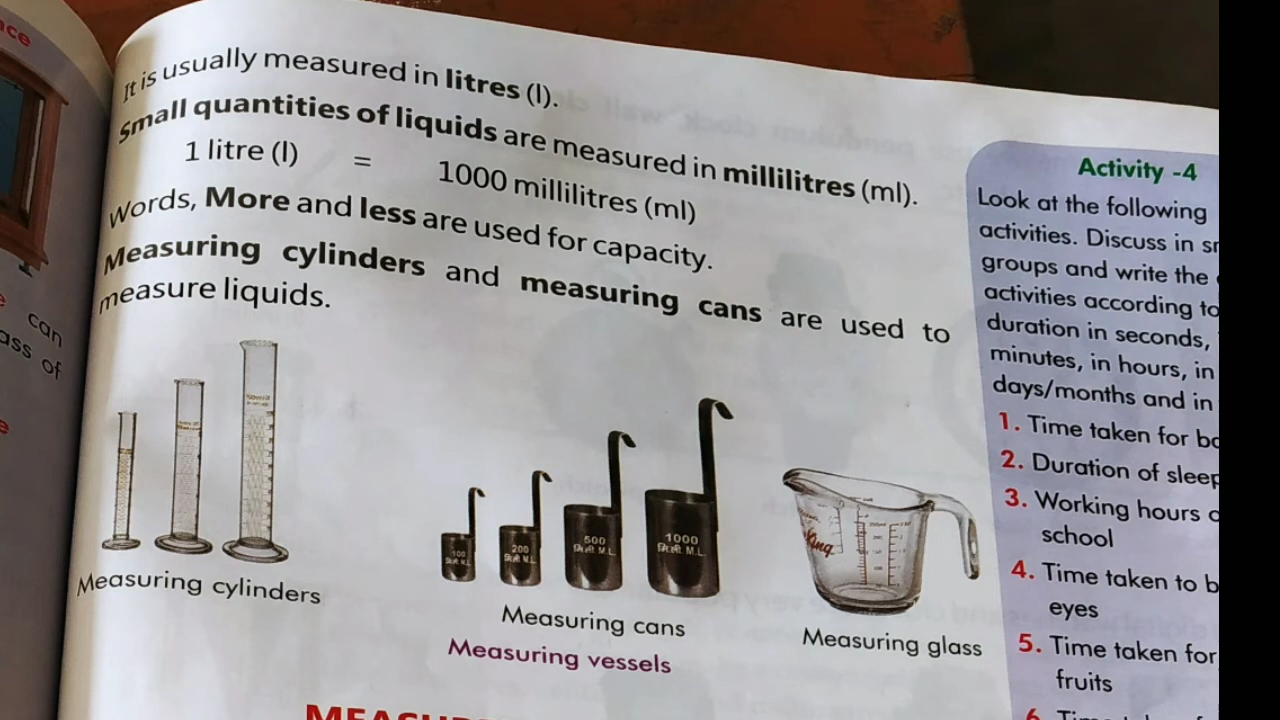 It is usually measured in litres (l).
Small quantities of liquids are measured in millilitres (ml).
1 litre (l) = 1000 millilitres (ml)
Words, More and less are used for capacity.
Measuring cylinders and measuring cans are used to
measure liquids.
100
M.L.
200
M.L.
500
M.L.
1000
M.L.
Measuring cylinders
Measuring cans
Measuring glass
Measuring vessels
Activity -4
Look at the following
activities. Discuss in
groups and write the
activities according to
duration in seconds,
minutes, in hours, in
days/months and in
1. Time taken for
2. Duration of sleep
3. Working hours
school
4. Time taken to
eyes
5. Time taken for
fruits
can
of